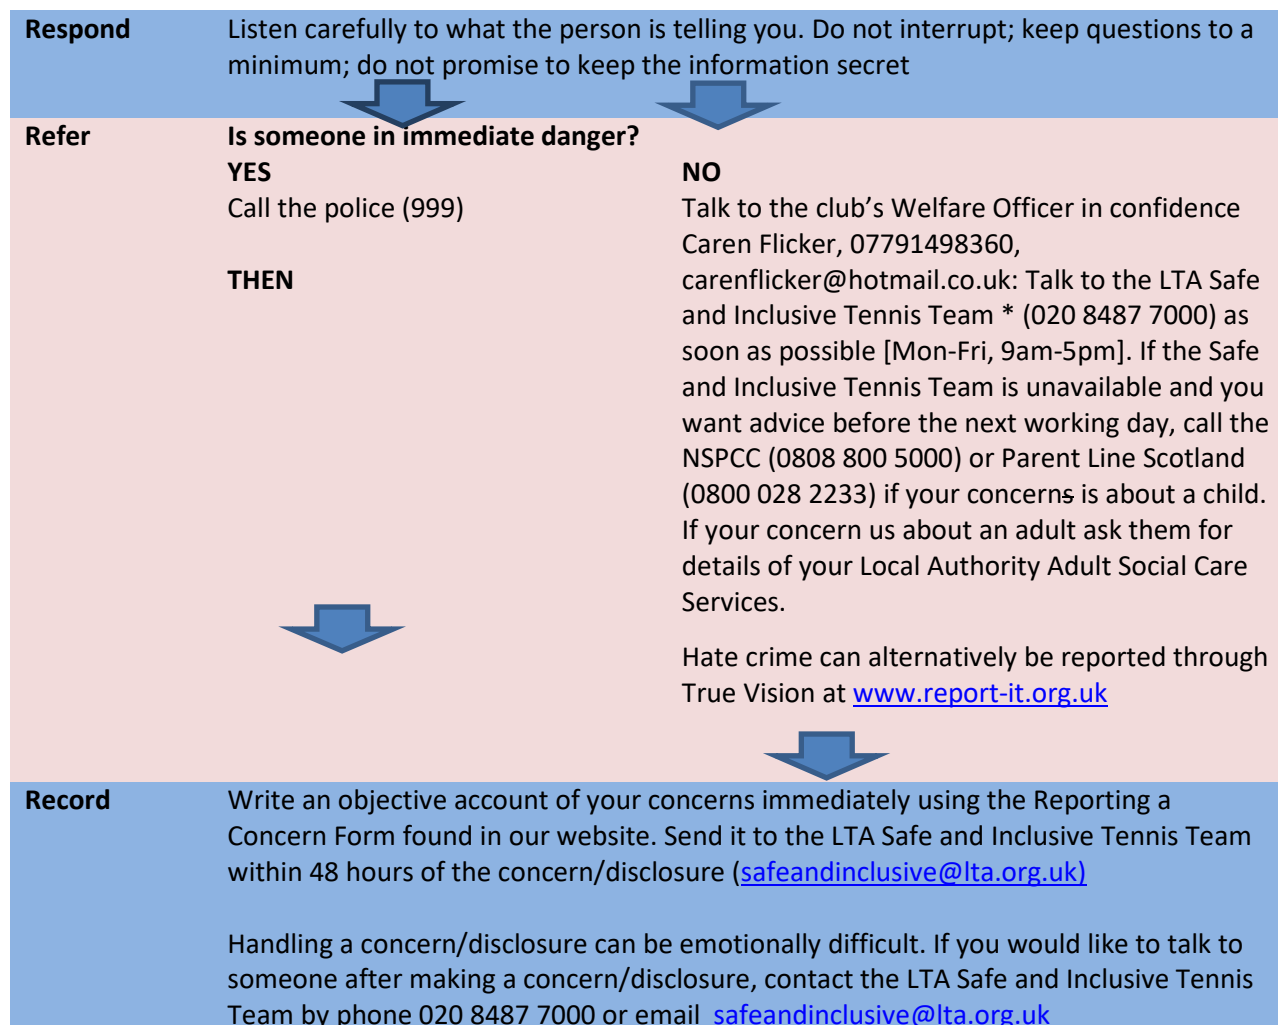 Respond
Listen carefully to what the person is telling you. Do not interrupt; keep questions to a
minimum; do not promise to keep the information secret
Refer
Is someone in immediate danger?
YES
Call the police (999)
THEN
NO
Talk to the club’s Welfare Officer in confidence
Caren Flicker, 07791498360,
carenflicker@hotmail.co.uk: Talk to the LTA Safe
and Inclusive Tennis Team * (020 8487 7000) as
soon as possible [Mon-Fri, 9am-5pm]. If the Safe
and Inclusive Tennis Team is unavailable and you
want advice before the next working day, call the
NSPCC (0808 800 5000) or Parent Line Scotland
(0800 028 2233) if your concerns is about a child.
If your concern us about an adult ask them for
details of your Local Authority Adult Social Care
Services.
Hate crime can alternatively be reported through
True Vision at www.report-it.org.uk
Record
Write an objective account of your concerns immediately using the Reporting a
Concern Form found in our website. Send it to the LTA Safe and Inclusive Tennis Team
within 48 hours of the concern/disclosure (safeandinclusive@lta.org.uk)
Handling a concern/disclosure can be emotionally difficult. If you would like to talk to
someone after making a concern/disclosure, contact the LTA Safe and Inclusive Tennis
Team by phone 020 8487 7000 or email safeandinclusive@lta.org.uk